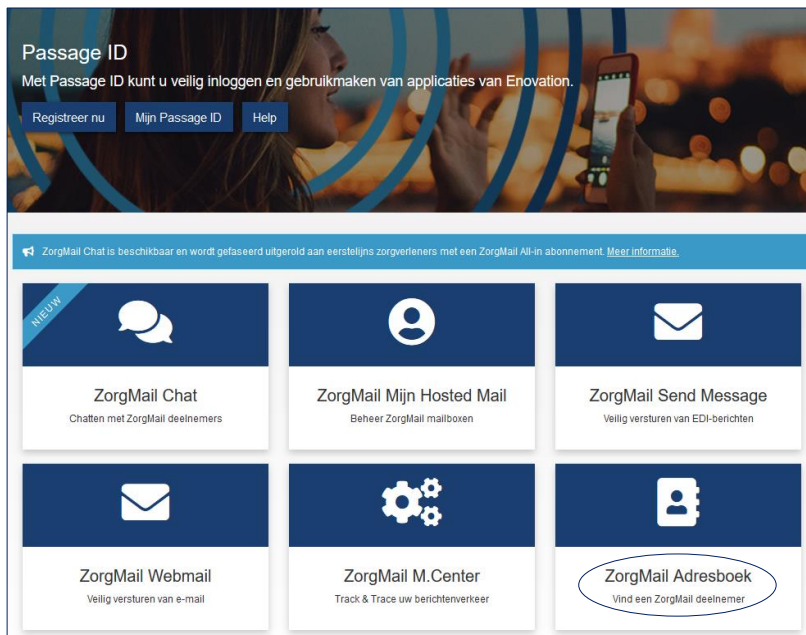 Passage ID
Met Passage ID kunt u veilig inloggen en gebruikmaken van applicaties van Enovation.
Registreer nu Mijn Passage ID Help
ZorgMail Chat is beschikbaar en wordt gefaseerd uitgerold aan eerstelijns zorgverleners met een ZorgMail All-in abonnement. Meer informatie.
NIEUW
ZorgMail Chat
Chatten met ZorgMail deelnemers
ZorgMail Mijn Hosted Mail
Beheer ZorgMail mailboxen
ZorgMail Send Message
Veilig versturen van EDI-berichten
ZorgMail Webmail
Veilig versturen van e-mail
ZorgMail M.Center
Track & Trace uw berichtenverkeer
ZorgMail Adresboek
Vind een ZorgMail deelnemer